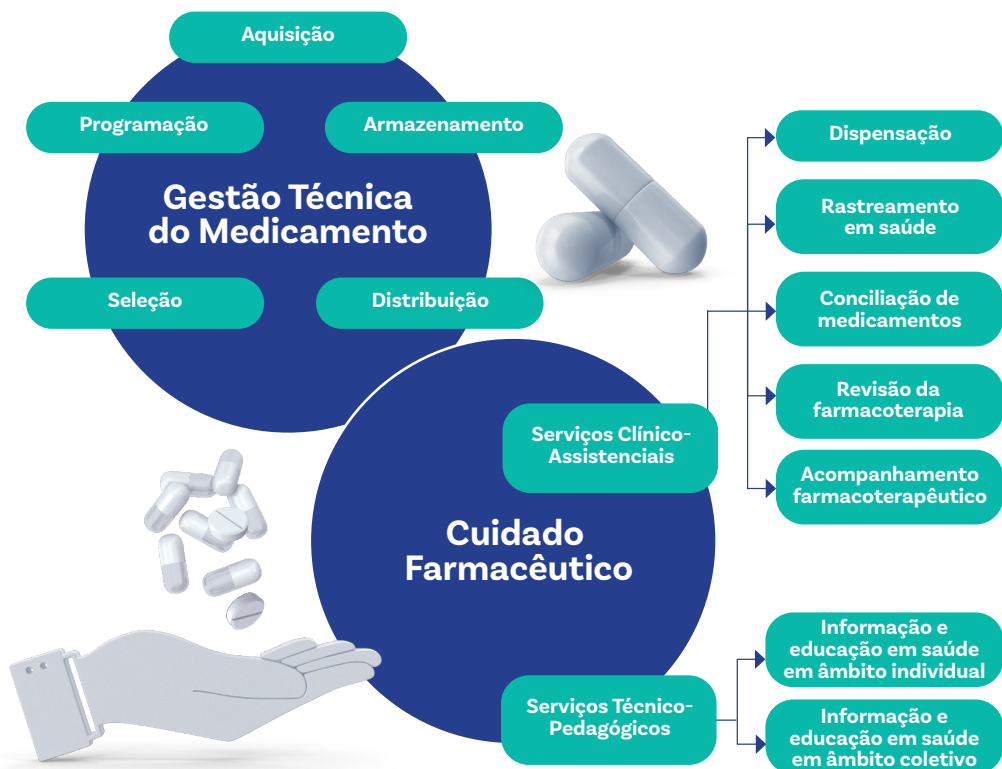 Aquisição
Programação
Armazenamento
Gestão Técnica
do Medicamento
Seleção
Distribuição
Cuidado
Farmacêutico
Serviços Clínico-
Assistenciais
Dispensação
Rastreamento
em saúde
Conciliação de
medicamentos
Revisão da
farmacoterapia
Acompanhamento
farmacoterapêutico
Serviços Técnico-
Pedagógicos
Informação e
educação em saúde
em âmbito individual
Informação e
educação em saúde
em âmbito coletivo